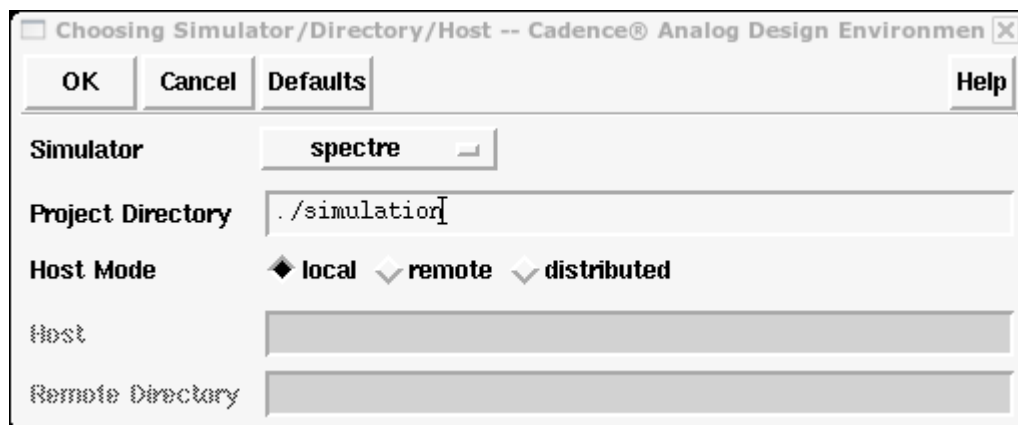 Choosing Simulator/Directory/Host -- Cadence® Analog Design Environmen
OK Cancel Defaults Help
Simulator spectre
Project Directory ./simulation
Host Mode local remote distributed
Host
Remote Directory